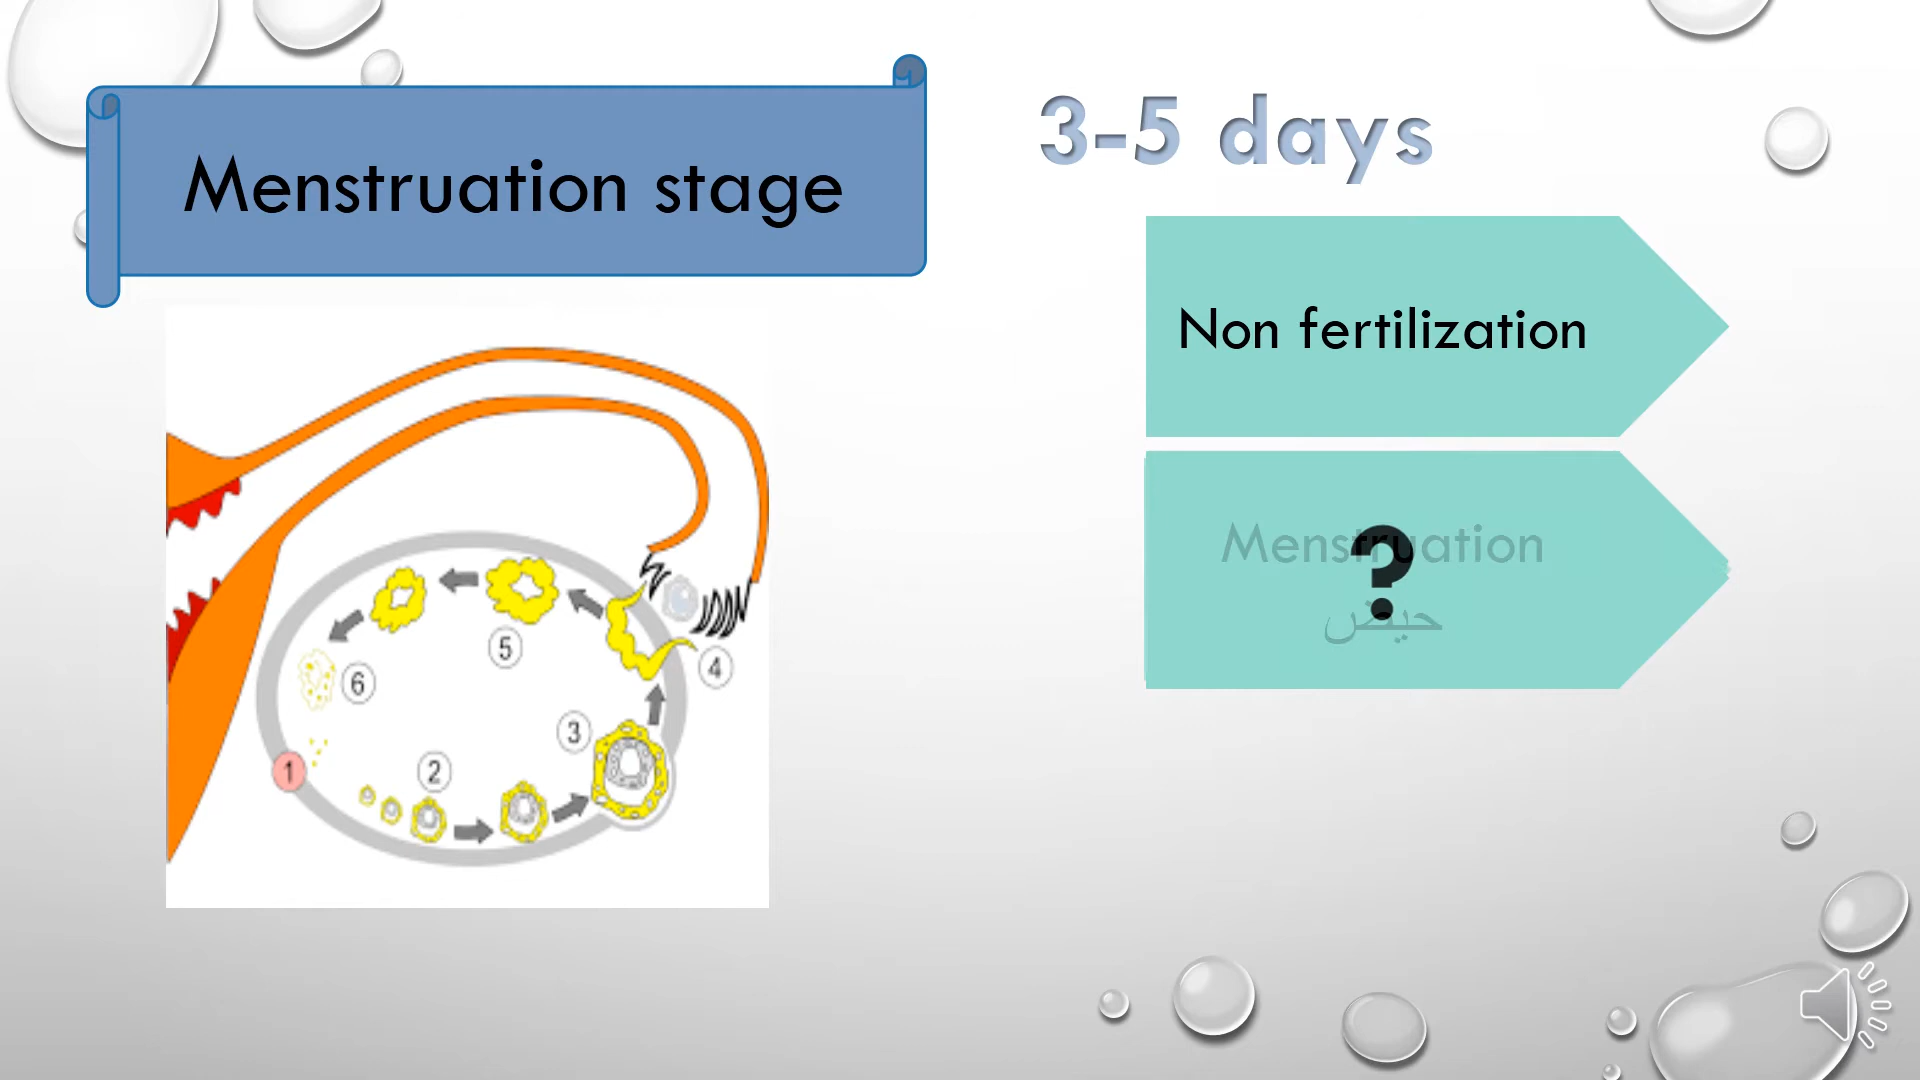 Menstruation stage
3-5 days
Non fertilization
Menstruation
?
حيض
1
2
3
4
5
6